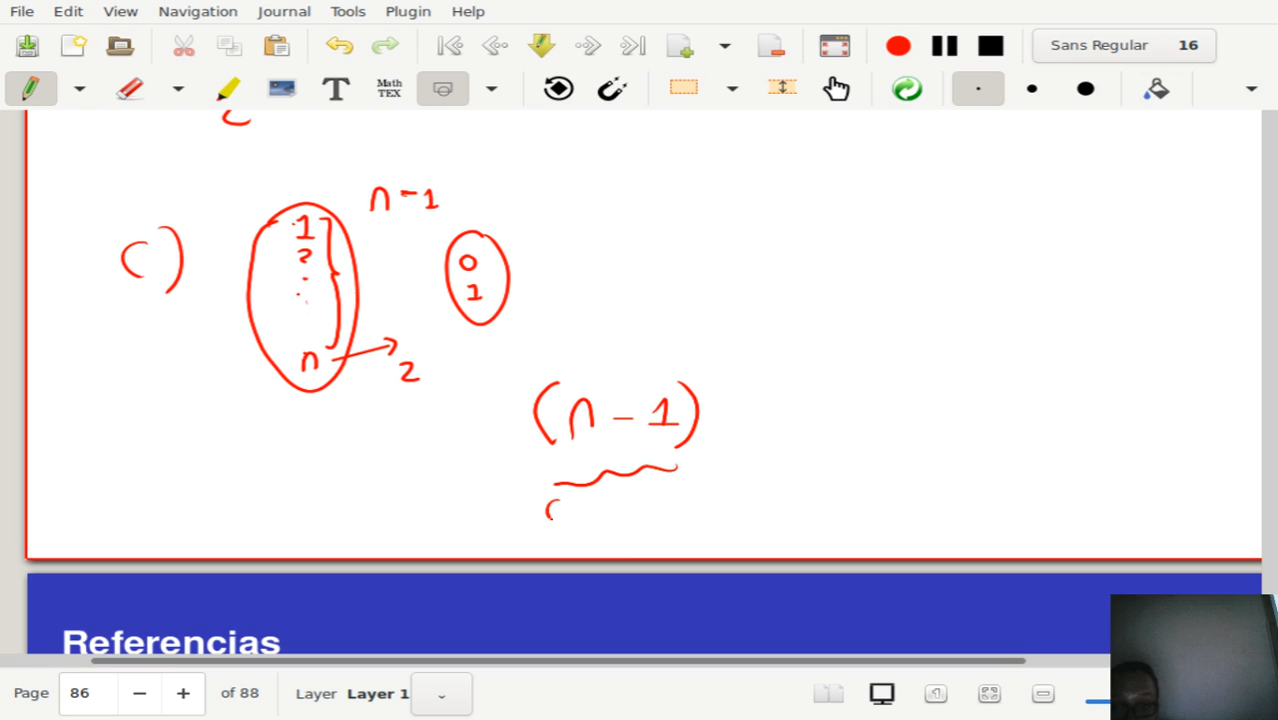 File Edit View Navigation Journal Tools Plugin Help
Sans Regular 16
T Math TEX
n - 1
C)
1
2
0
1
n
2
(n - 1)
Referencias
Page 86 of 88 Layer Layer 1